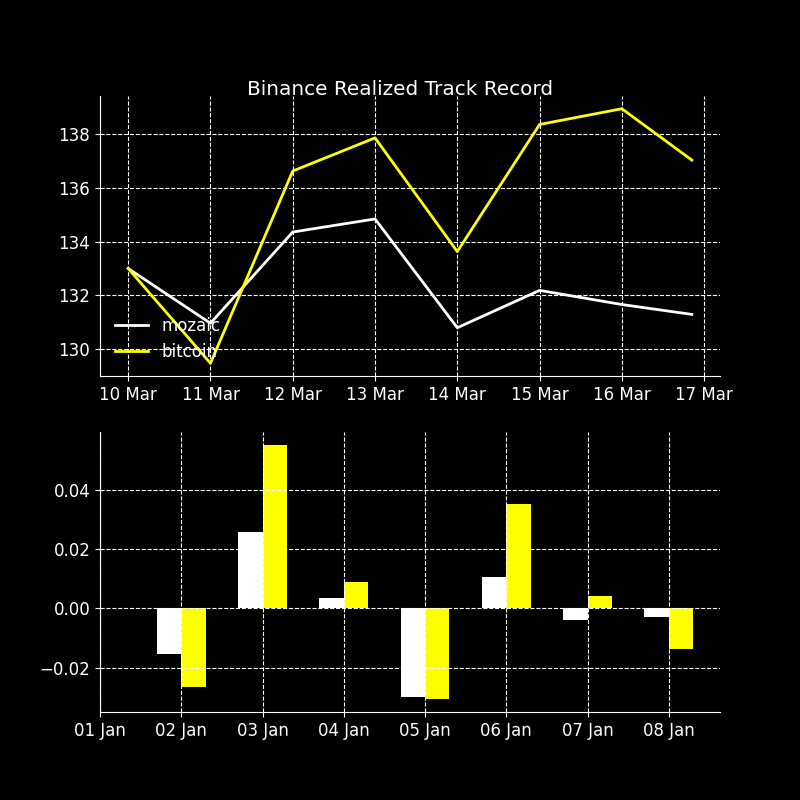 Binance Realized Track Record
138
136
134
132
130
mozaic
bitcoin
10 Mar 11 Mar 12 Mar 13 Mar 14 Mar 15 Mar 16 Mar 17 Mar
0.04
0.02
0.00
−0.02
01 Jan 02 Jan 03 Jan 04 Jan 05 Jan 06 Jan 07 Jan 08 Jan